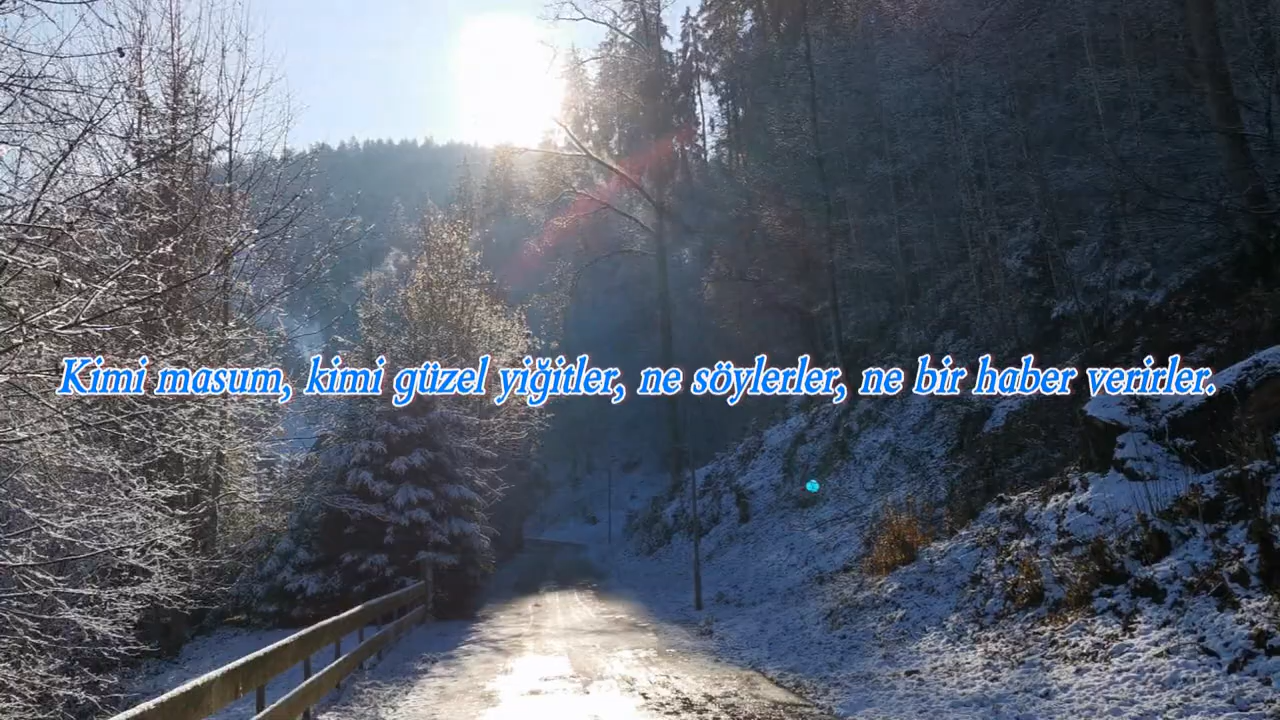 Kimi masum, kimi güzel yiğitler, ne söylerler, ne bir haber verirler.